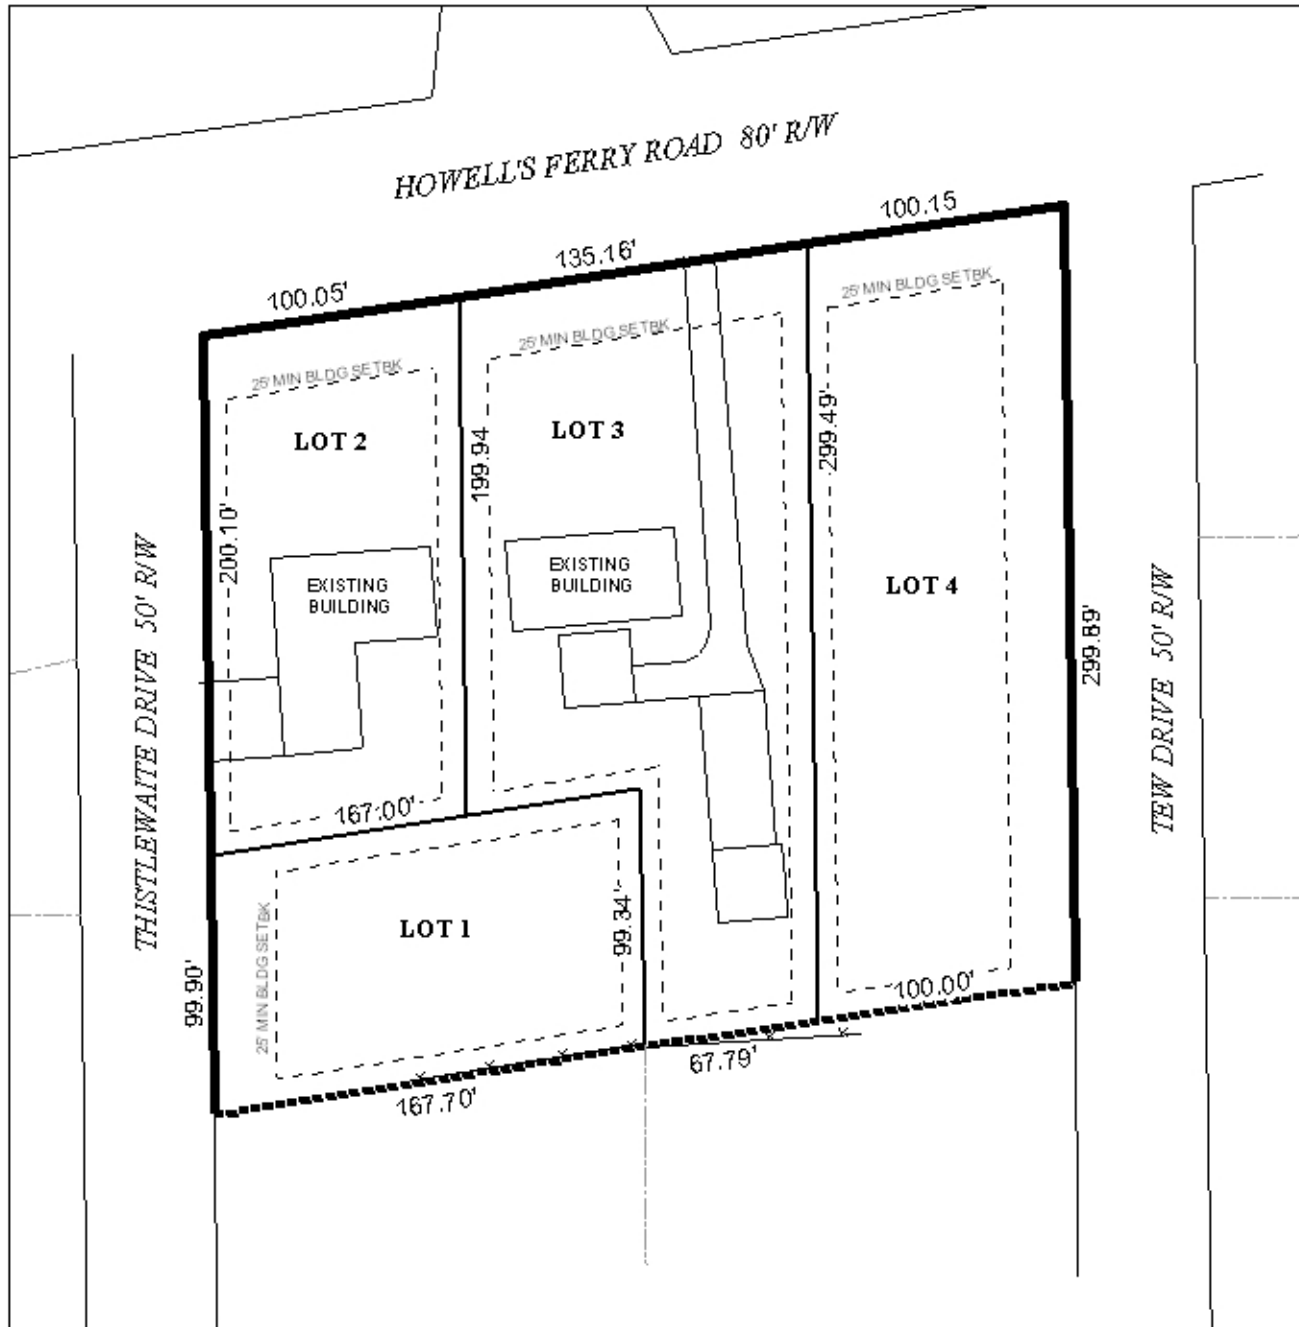 HOWELL'S FERRY ROAD 80' R/W
100.05'
135.16'
100.15
25' MIN BLDG SETBK
25' MIN BLDG SETBK
25' MIN BLDG SETBK
LOT 2
LOT 3
LOT 4
200.10'
199.94
299.49'
299.89'
EXISTING
BUILDING
EXISTING
BUILDING
THISTLEWAITE DRIVE 50' R/W
TEW DRIVE 50' R/W
167.00'
LOT 1
25' MIN BLDG SETBK
99.34'
99.90'
100.00'
67.79'
167.70'